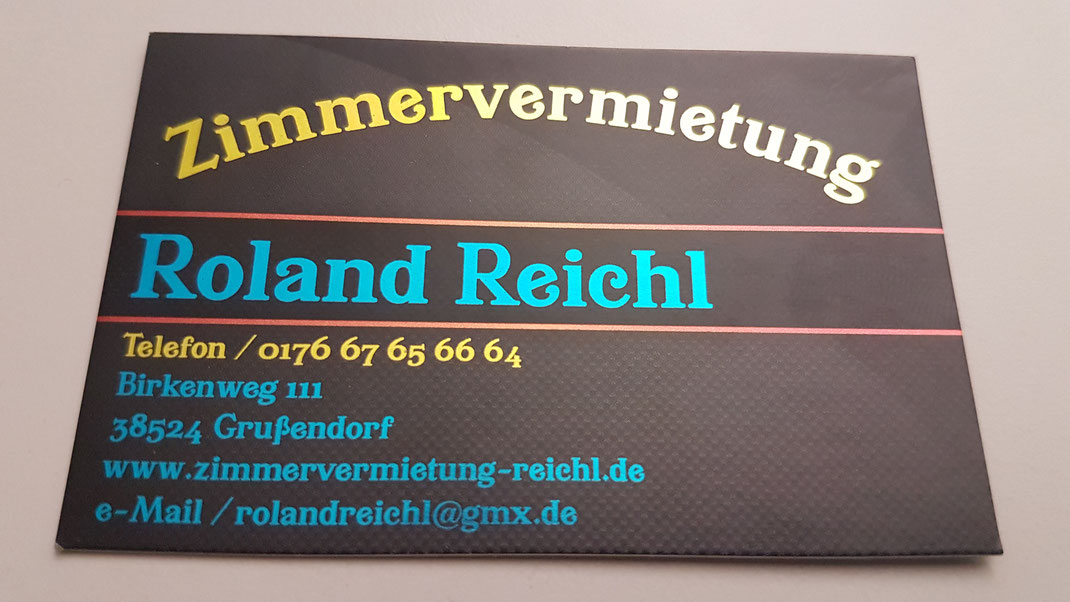 Zimmervermietung
Roland Reichl
Telefon / 0176 67 65 66 64
Birkenweg 111
38524 Grußendorf
www.zimmervermietung-reichl.de
e-Mail / rolandreichl@gmx.de